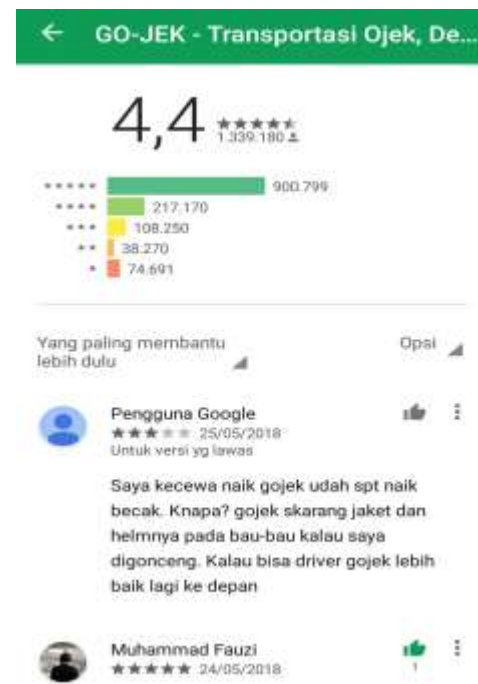 GO-JEK - Transportasi Ojek, De...
4,4
1.339.180
900.799
217.170
108.250
38.270
74.691
Yang paling membantu
lebih dulu
Opsi
Pengguna Google
25/05/2018
Untuk versi yg lawas
Saya kecewa naik gojek udah spt naik
becak. Knapa? gojek skarang jaket dan
helmnya pada bau-bau kalau saya
digonceng. Kalau bisa driver gojek lebih
baik lagi ke depan
Muhammad Fauzi
24/05/2018
1